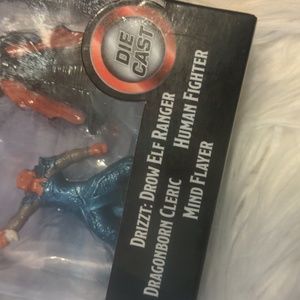 DIE
CAST
DRIZZT: DROW ELF RANGER
HUMAN FIGHTER
DRAGONBORN CLERIC
MIND FLAYER